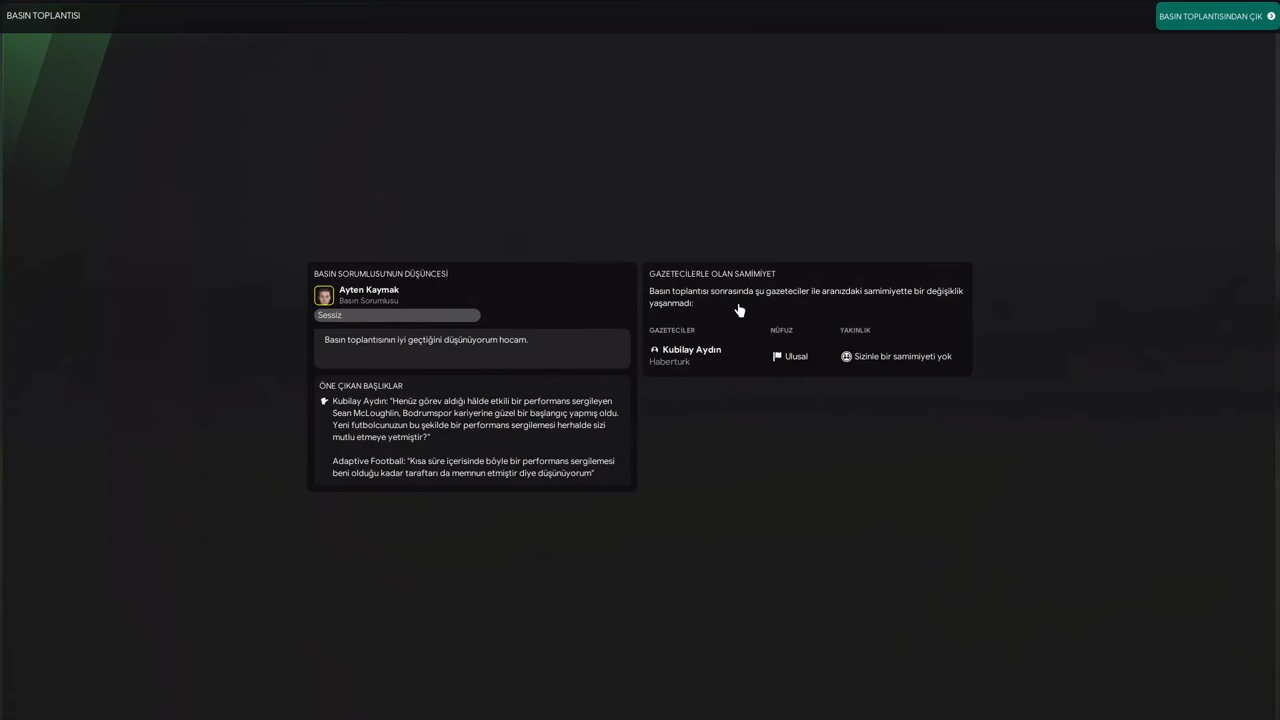 BASIN TOPLANTISI
BASIN TOPLANTISINDAN ÇIK
BASIN SORUMLUSU'NUN DÜŞÜNCESİ
Ayten Kaymak
Basın Sorumlusu
Sessiz
Basın toplantısının iyi geçtiğini düşünüyorum hocam.
ÖNE ÇIKAN BAŞLIKLAR
Kubilay Aydın: "Henüz görev aldığı hâlde etkili bir performans sergileyen
Sean McLoughlin, Bodrumspor kariyerine güzel bir başlangıç yapmış oldu.
Yeni futbolcunuzun bu şekilde bir performans sergilemesi herhalde sizi
mutlu etmeye yetmiştir?"
Adaptive Football: "Kısa süre içerisinde böyle bir performans sergilemesi
beni olduğu kadar taraftarı da memnun etmiştir diye düşünüyorum"
GAZETECİLERLE OLAN SAMİMİYET
Basın toplantısı sonrasında şu gazeteciler ile aranızdaki samimiyette bir değişiklik
yaşanmadı:
GAZETECİLER NÜFUZ YAKINLIK
Kubilay Aydın
Haberturk
Ulusal
Sizinle bir samimiyeti yok